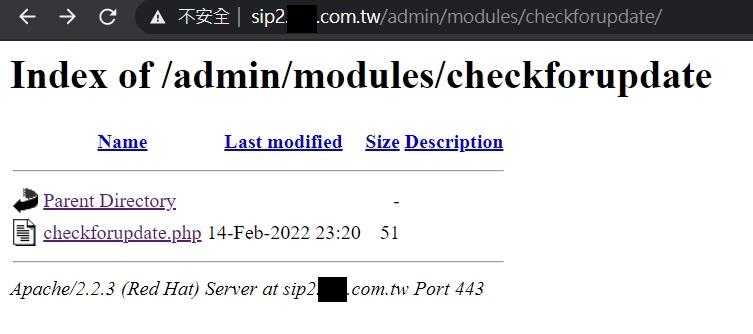 不安全 | sip2. .com.tw/admin/modules/checkforupdate/
Index of /admin/modules/checkforupdate
Name Last modified Size Description
Parent Directory -
checkforupdate.php 14-Feb-2022 23:20 51
Apache/2.2.3 (Red Hat) Server at sip2. .com.tw Port 443